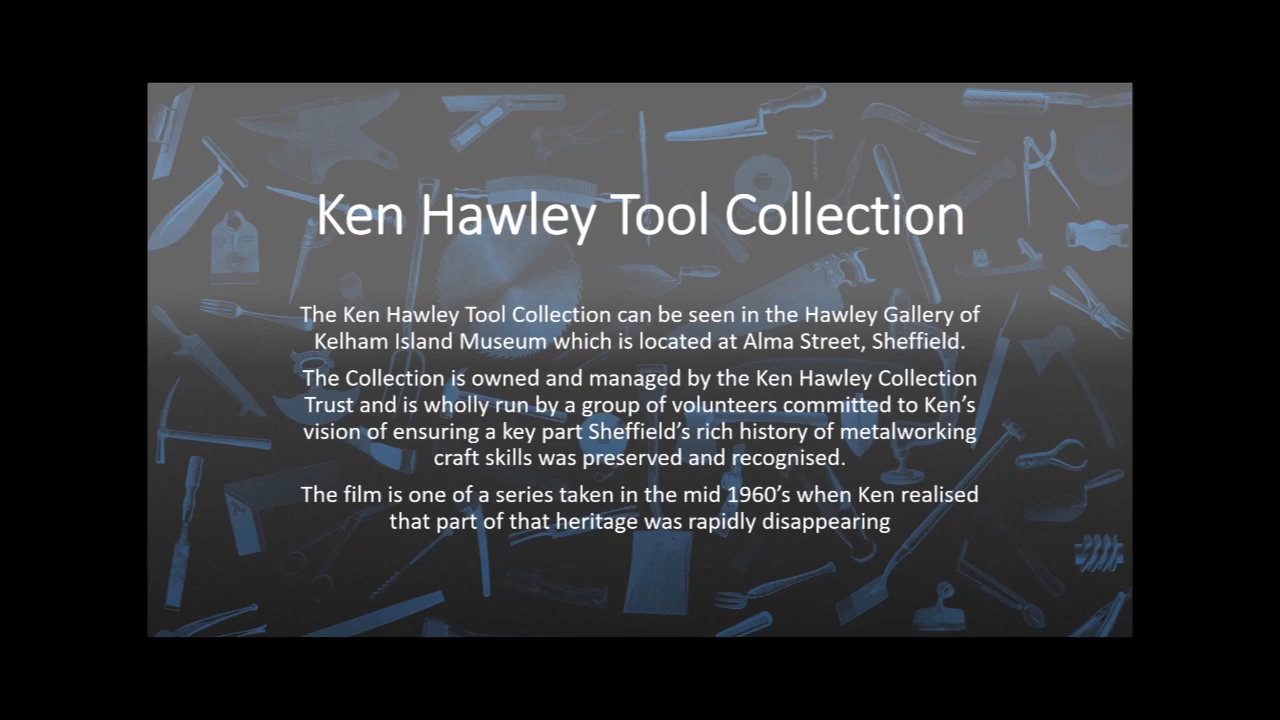 Ken Hawley Tool Collection
The Ken Hawley Tool Collection can be seen in the Hawley Gallery of
Kelham Island Museum which is located at Alma Street, Sheffield.
The Collection is owned and managed by the Ken Hawley Collection
Trust and is wholly run by a group of volunteers committed to Ken’s
vision of ensuring a key part Sheffield’s rich history of metalworking
craft skills was preserved and recognised.
The film is one of a series taken in the mid 1960’s when Ken realised
that part of that heritage was rapidly disappearing